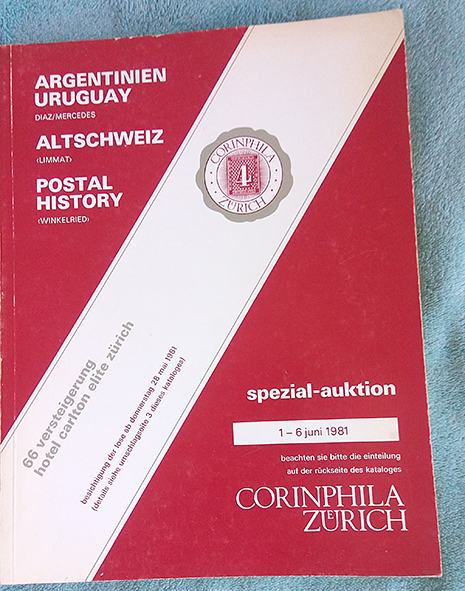 ARGENTINIEN
URUGUAY
DIAZ/MERCEDES
ALTSCHWEIZ
‹LIMMAT›
POSTAL
HISTORY
‹WINKELRIED›
CORINPHILA
4
ZÜRICH
66 versteigerung
hotel carlton elite zürich
besichtigung der lose ab donnerstag 28 mai 1981
(details siehe umschlagseite 3 dieses kataloges)
spezial-auktion
1 – 6 juni 1981
beachten sie bitte die einteilung
auf der rückseite des kataloges
CORINPHILA
ZUERICH